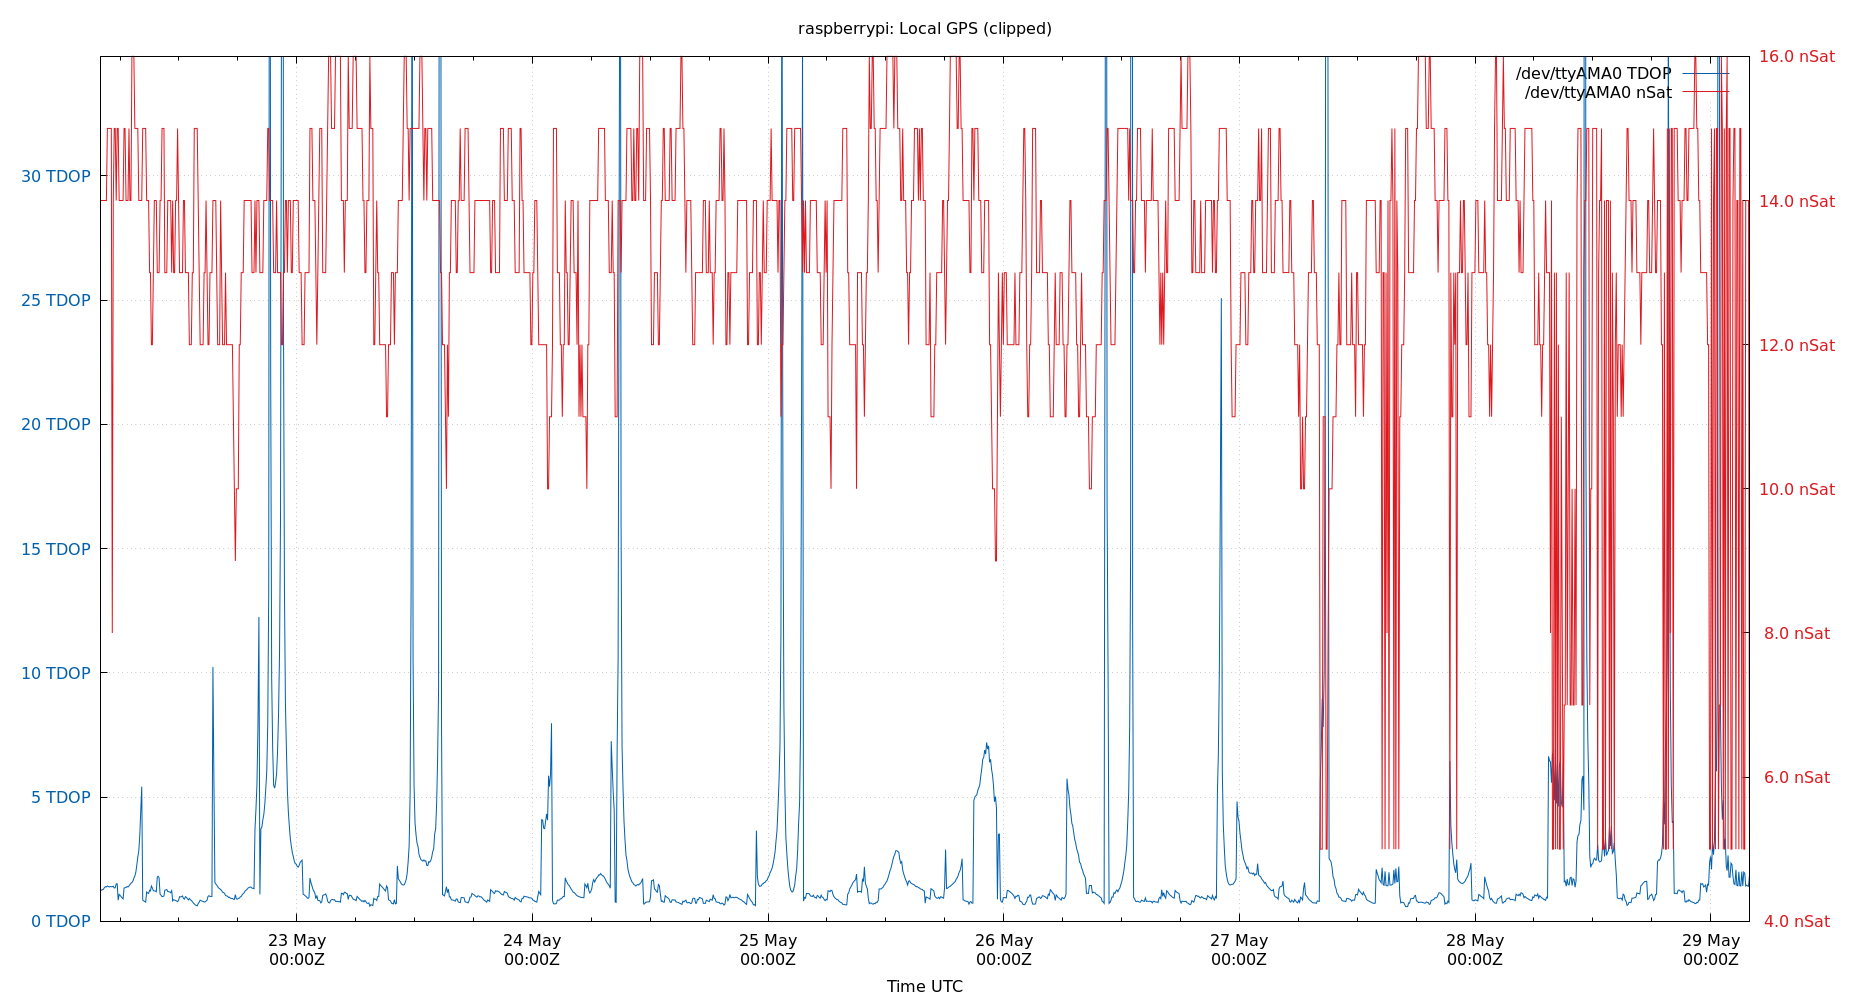 raspberrypi: Local GPS (clipped)
/dev/ttyAMA0 TDOP
/dev/ttyAMA0 nSat
30 TDOP
25 TDOP
20 TDOP
15 TDOP
10 TDOP
5 TDOP
0 TDOP
16.0 nSat
14.0 nSat
12.0 nSat
10.0 nSat
8.0 nSat
6.0 nSat
4.0 nSat
23 May
00:00Z
24 May
00:00Z
25 May
00:00Z
26 May
00:00Z
27 May
00:00Z
28 May
00:00Z
29 May
00:00Z
Time UTC